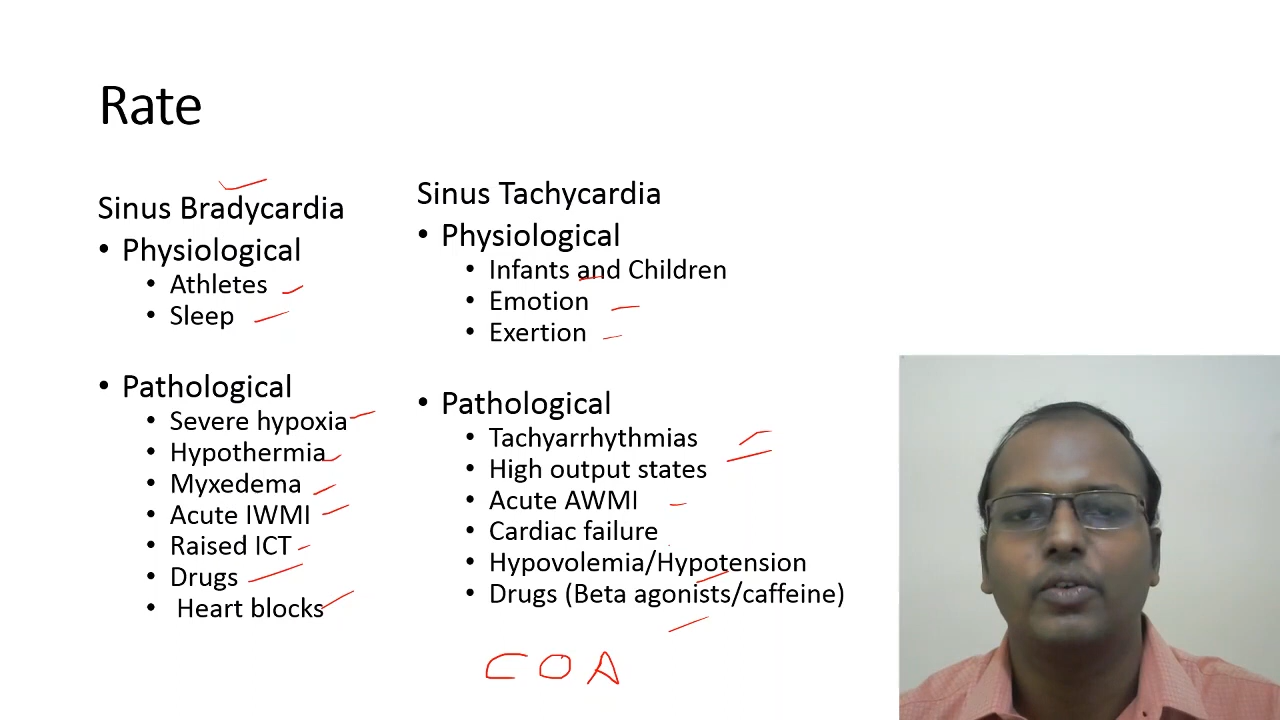 Rate
Sinus Bradycardia
• Physiological
• Athletes
• Sleep
• Pathological
• Severe hypoxia
• Hypothermia
• Myxedema
• Acute IWMI
• Raised ICT
• Drugs
• Heart blocks
Sinus Tachycardia
• Physiological
• Infants and Children
• Emotion
• Exertion
• Pathological
• Tachyarrhythmias
• High output states
• Acute AWMI
• Cardiac failure
• Hypovolemia/Hypotension
• Drugs (Beta agonists/caffeine)
COA